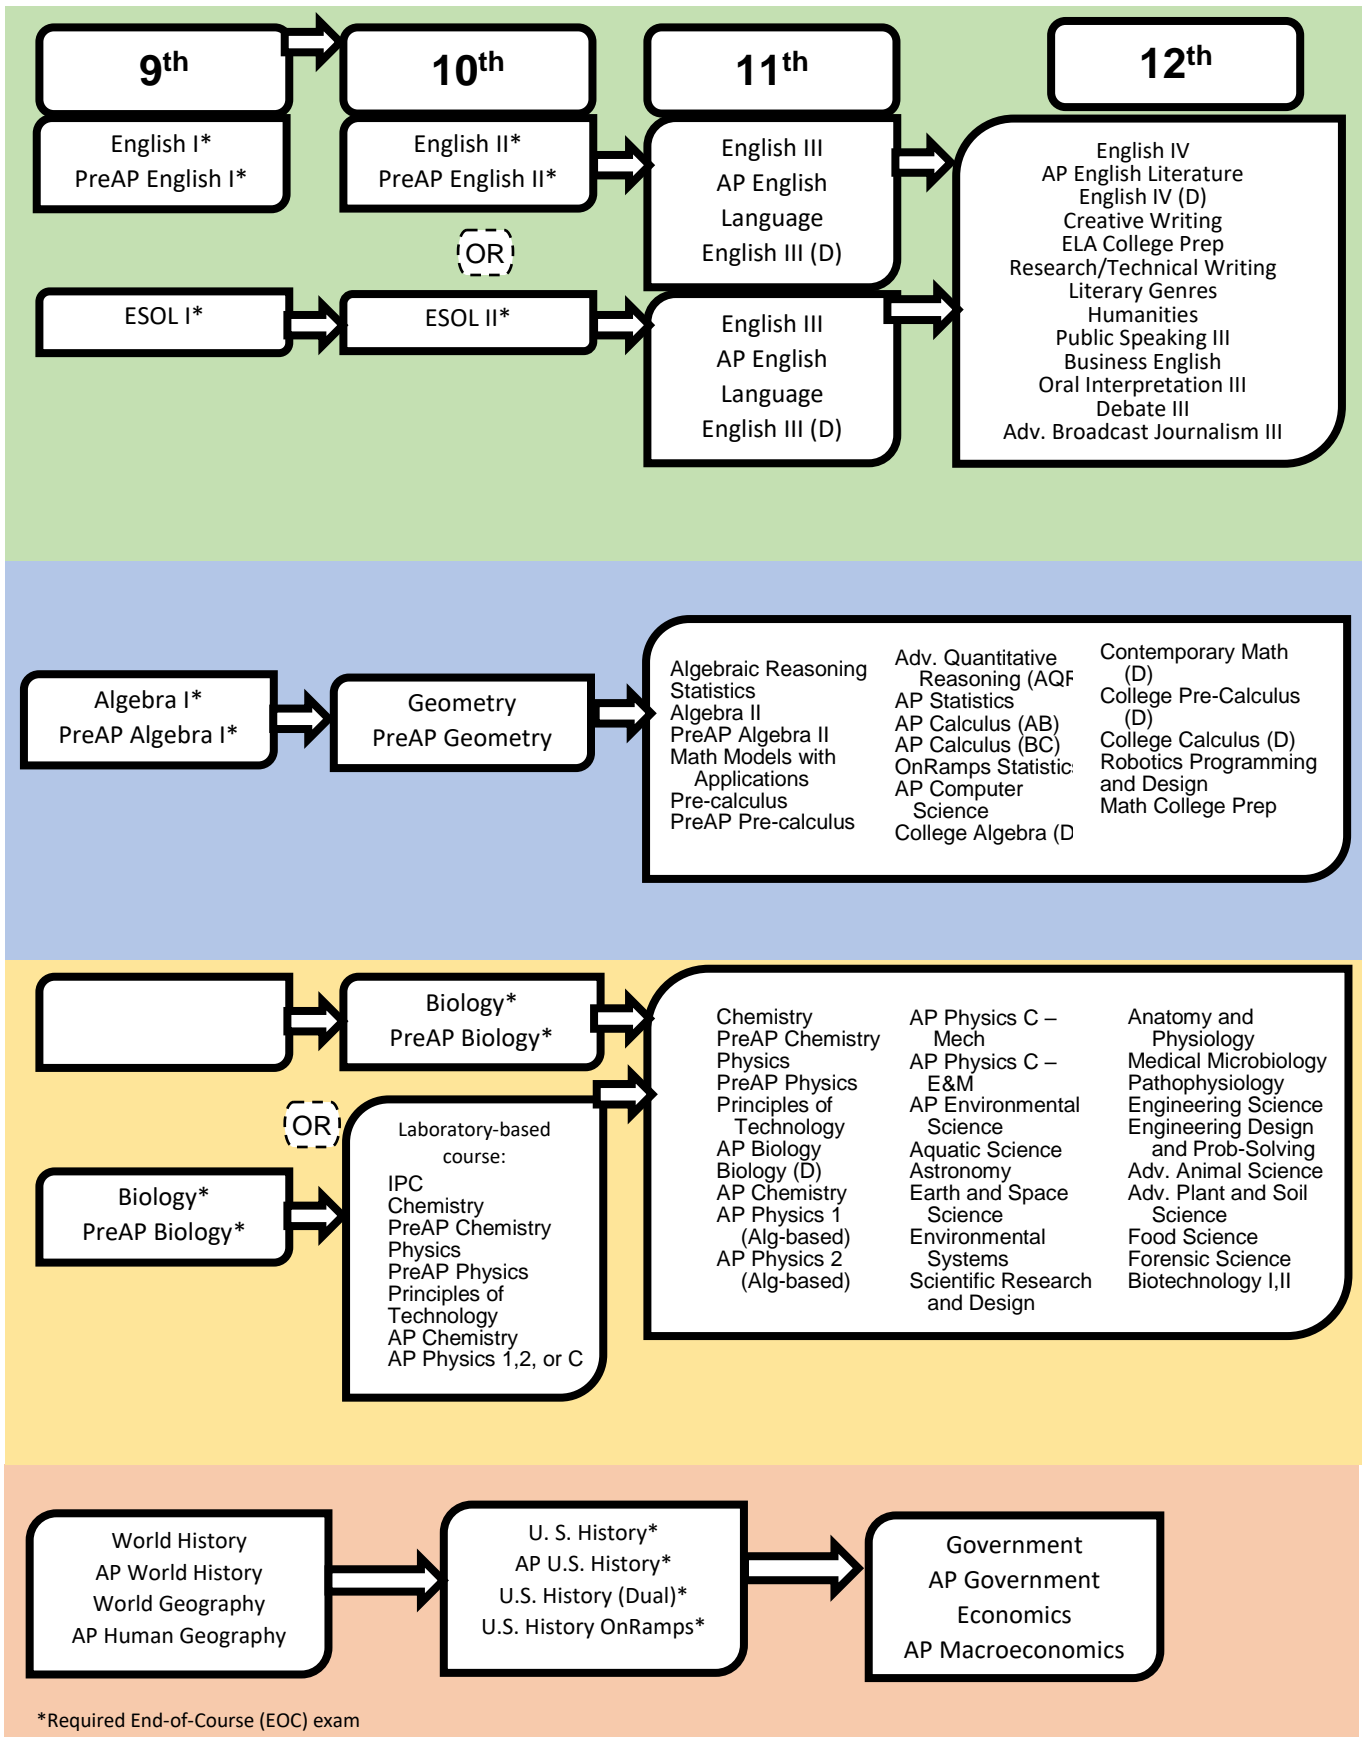 9th
10th
11th
12th
English I*
PreAP English I*
English II*
PreAP English II*
English III
AP English
Language
English III (D)
OR
ESOL I*
ESOL II*
English III
AP English
Language
English III (D)
English IV
AP English Literature
English IV (D)
Creative Writing
ELA College Prep
Research/Technical Writing
Literary Genres
Humanities
Public Speaking III
Business English
Oral Interpretation III
Debate III
Adv. Broadcast Journalism III
Algebra I*
PreAP Algebra I*
Geometry
PreAP Geometry
Algebraic Reasoning
Statistics
Algebra II
PreAP Algebra II
Math Models with
Applications
Pre-calculus
PreAP Pre-calculus
Adv. Quantitative
Reasoning (AQR
AP Statistics
AP Calculus (AB)
AP Calculus (BC)
OnRamps Statistics
AP Computer
Science
College Algebra (D
Contemporary Math
(D)
College Pre-Calculus
(D)
College Calculus (D)
Robotics Programming
and Design
Math College Prep
Biology*
PreAP Biology*
OR
Biology*
PreAP Biology*
Laboratory-based
course:
IPC
Chemistry
PreAP Chemistry
Physics
PreAP Physics
Principles of
Technology
AP Chemistry
AP Physics 1,2, or C
Chemistry
PreAP Chemistry
Physics
PreAP Physics
Principles of
Technology
AP Biology
Biology (D)
AP Chemistry
AP Physics 1
(Alg-based)
AP Physics 2
(Alg-based)
AP Physics C –
Mech
AP Physics C –
E&M
AP Environmental
Science
Aquatic Science
Astronomy
Earth and Space
Science
Environmental
Systems
Scientific Research
and Design
Anatomy and
Physiology
Medical Microbiology
Pathophysiology
Engineering Science
Engineering Design
and Prob-Solving
Adv. Animal Science
Adv. Plant and Soil
Science
Food Science
Forensic Science
Biotechnology I,II
World History
AP World History
World Geography
AP Human Geography
U. S. History*
AP U.S. History*
U.S. History (Dual)*
U.S. History OnRamps*
Government
AP Government
Economics
AP Macroeconomics
*Required End-of-Course (EOC) exam